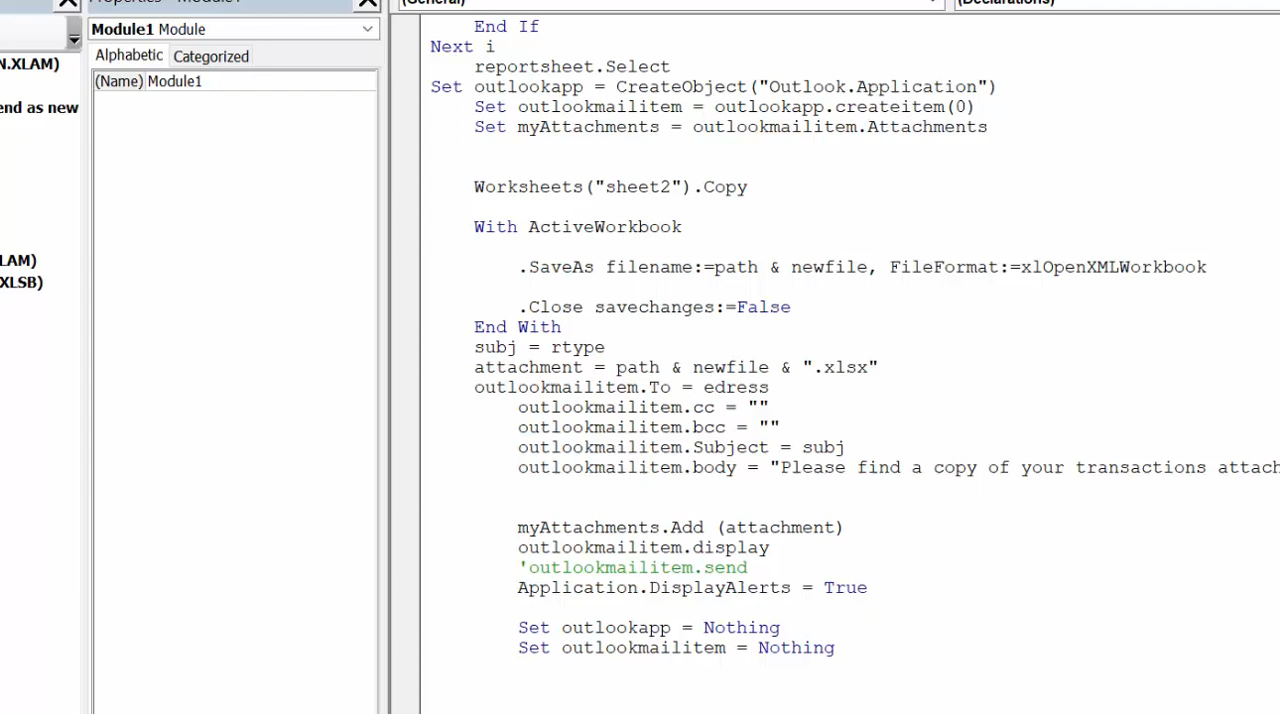 Properties - Module1
(General)
(Declarations)
Module1 Module
Alphabetic
Categorized
(Name) Module1
N.XLAM)
end as new
LAM)
XLSB)
End If
Next i
reportsheet.Select
Set outlookapp = CreateObject("Outlook.Application")
Set outlookmailitem = outlookapp.createitem(0)
Set myAttachments = outlookmailitem.Attachments
Worksheets("sheet2").Copy
With ActiveWorkbook
.SaveAs filename:=path & newfile, FileFormat:=xlOpenXMLWorkbook
.Close savechanges:=False
End With
subj = rtype
attachment = path & newfile & ".xlsx"
outlookmailitem.To = edress
outlookmailitem.cc = ""
outlookmailitem.bcc = ""
outlookmailitem.Subject = subj
outlookmailitem.body = "Please find a copy of your transactions attach
myAttachments.Add (attachment)
outlookmailitem.display
'outlookmailitem.send
Application.DisplayAlerts = True
Set outlookapp = Nothing
Set outlookmailitem = Nothing